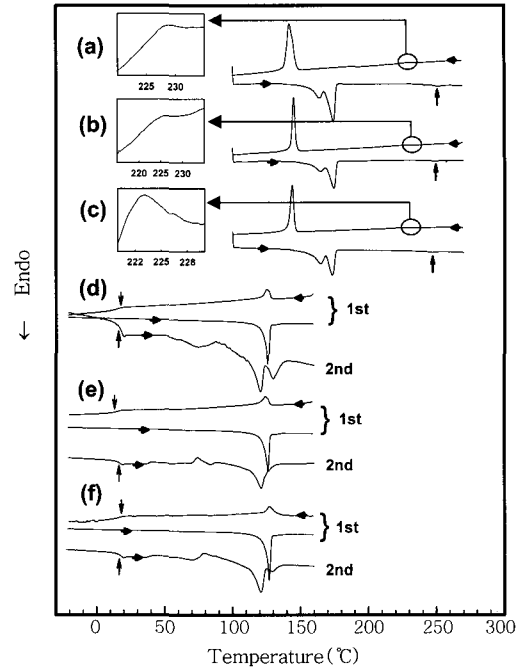 (a)
225 230
(b)
220 225 230
(c)
222 225 228
← Endo
(d)
1st
2nd
(e)
1st
2nd
(f)
1st
2nd
0 50 100 150 200 250 300
Temperature(℃)